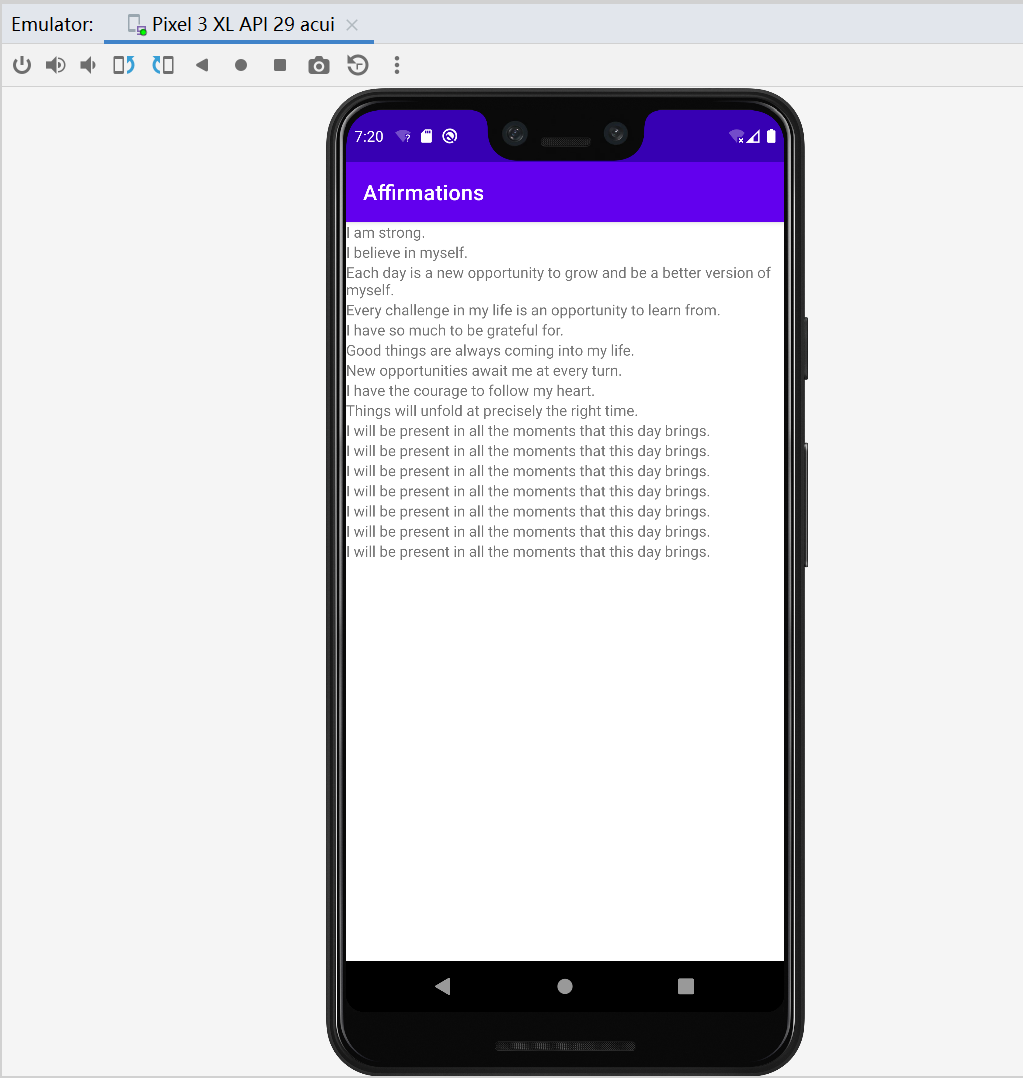 Emulator: Pixel 3 XL API 29 acui
7:20
Affirmations
I am strong.
I believe in myself.
Each day is a new opportunity to grow and be a better version of
myself.
Every challenge in my life is an opportunity to learn from.
I have so much to be grateful for.
Good things are always coming into my life.
New opportunities await me at every turn.
I have the courage to follow my heart.
Things will unfold at precisely the right time.
I will be present in all the moments that this day brings.
I will be present in all the moments that this day brings.
I will be present in all the moments that this day brings.
I will be present in all the moments that this day brings.
I will be present in all the moments that this day brings.
I will be present in all the moments that this day brings.
I will be present in all the moments that this day brings.